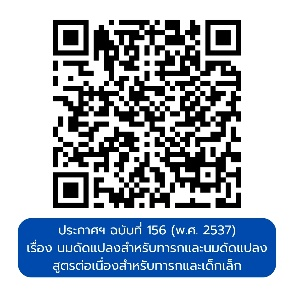 ประกาศฯ ฉบับที่ 156 (พ.ศ. 2537)
เรื่อง นมดัดแปลงสำหรับทารกและนมดัดแปลง
สูตรต่อเนื่องสำหรับทารกและเด็กเล็ก